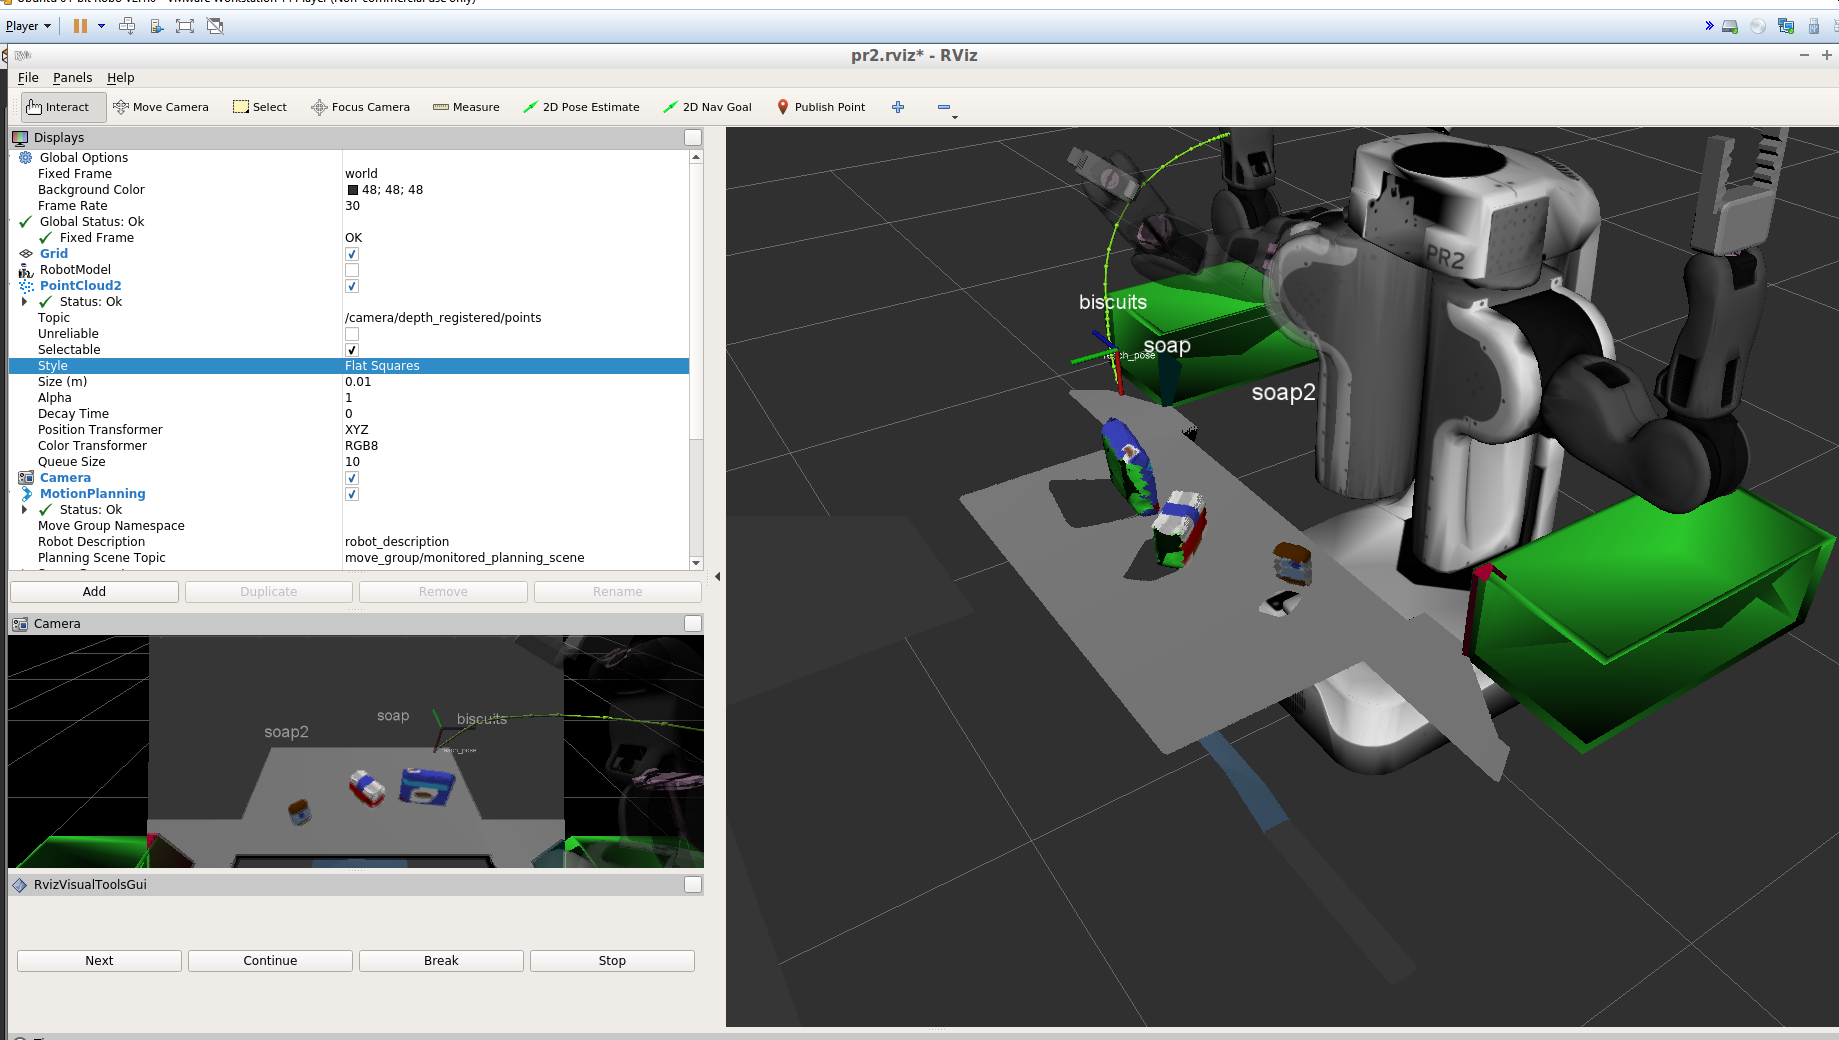 Player
pr2.rviz* - RViz
File Panels Help
Interact Move Camera Select Focus Camera Measure 2D Pose Estimate 2D Nav Goal Publish Point
Displays
Global Options
Fixed Frame world
Background Color 48; 48; 48
Frame Rate 30
Global Status: Ok
Fixed Frame OK
Grid
RobotModel
PointCloud2
Status: Ok
Topic /camera/depth_registered/points
Unreliable
Selectable
Style Flat Squares
Size (m) 0.01
Alpha 1
Decay Time 0
Position Transformer XYZ
Color Transformer RGB8
Queue Size 10
Camera
MotionPlanning
Status: Ok
Move Group Namespace
Robot Description robot_description
Planning Scene Topic move_group/monitored_planning_scene
Add Duplicate Remove Rename
Camera
soap2 soap biscuits
RvizVisualToolsGui
Next Continue Break Stop
PR2
biscuits
soap
soap2